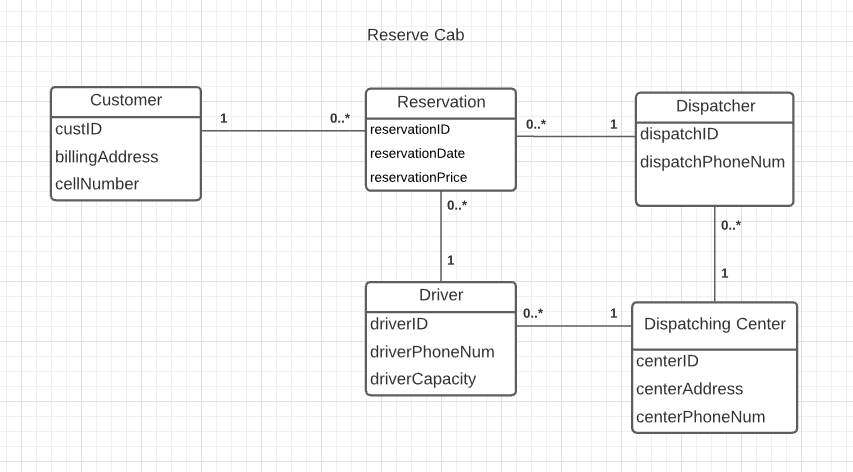 Reserve Cab
Customer
custID
billingAddress
cellNumber
1
0..*
Reservation
reservationID
reservationDate
reservationPrice
0..*
1
Dispatcher
dispatchID
dispatchPhoneNum
0..*
1
0..*
1
Driver
driverID
driverPhoneNum
driverCapacity
0..*
1
Dispatching Center
centerID
centerAddress
centerPhoneNum